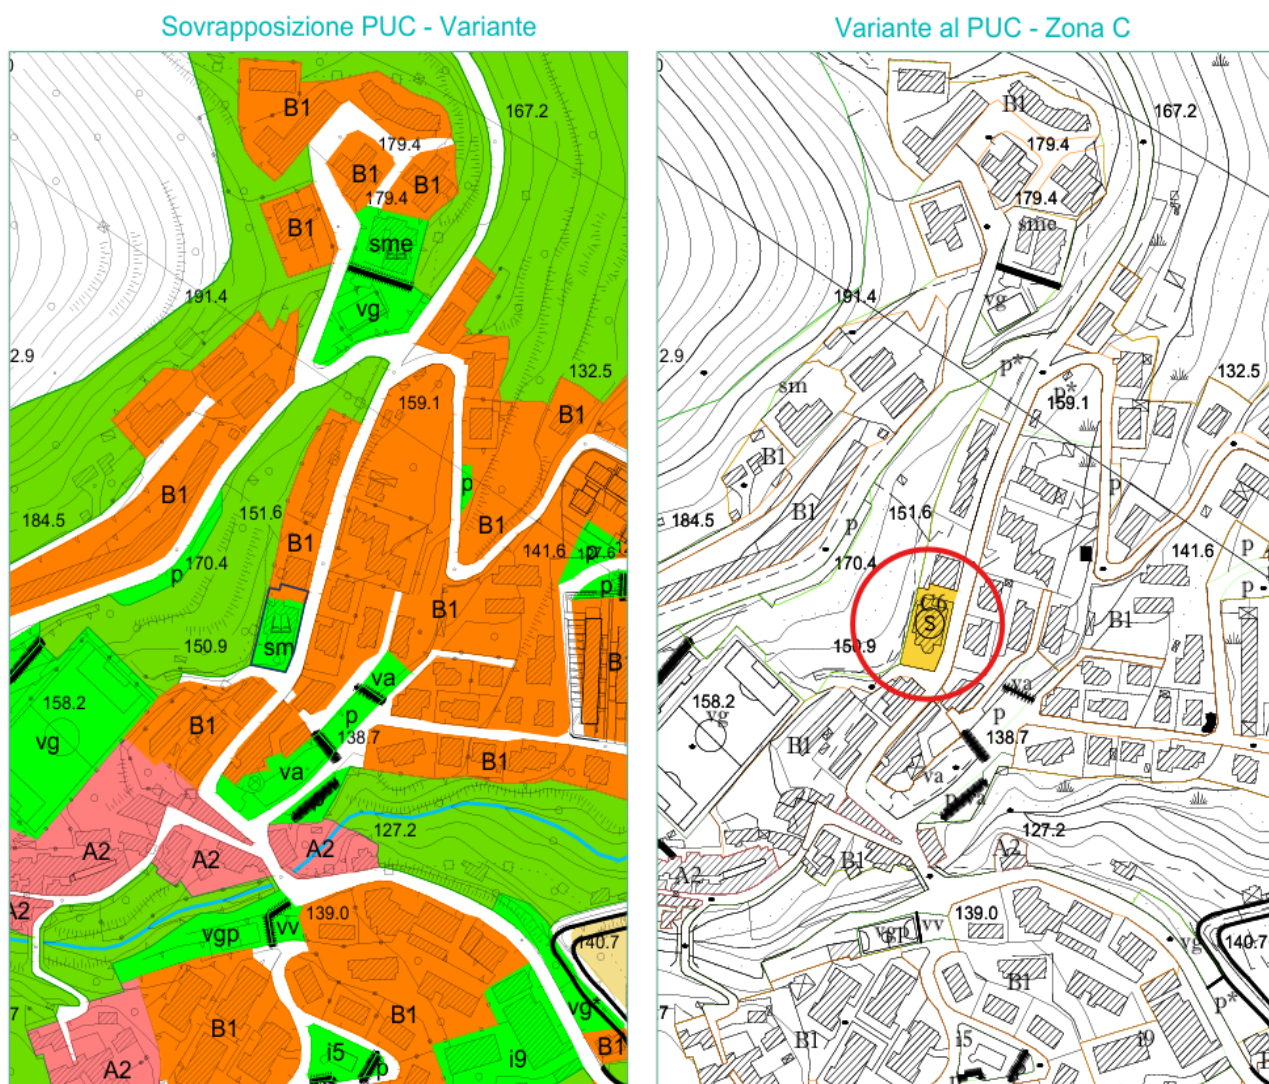 Sovrapposizione PUC - Variante
B1
167.2
179.4
B1
B1
179.4
B1
sme
191.4
vg
2.9
132.5
159.1
B1
p
B1
B1
184.5
151.6
B1
141.6
p
170.4
p
p
B1
150.9
sm
B
va
158.2
p
B1
vg
138.7
va
B1
127.2
A2
A2
A2
A2
139.0
vgp
vv
140.7
7
vg*
B1
B1
i5
p
i9
B1
A2
Variante al PUC - Zona C
B1
167.2
179.4
179.4
sme
191.4
vg
2.9
p*
132.5
sm
p*
159.1
B1
p
B1
184.5
151.6
p
141.6
p
170.4
p
C6
S
B1
150.9
va
158.2
vg
p
B1
138.7
va
127.2
B1
A2
A2
139.0
vv
vg
140.7
B1
p*
7
B1
i5
i9